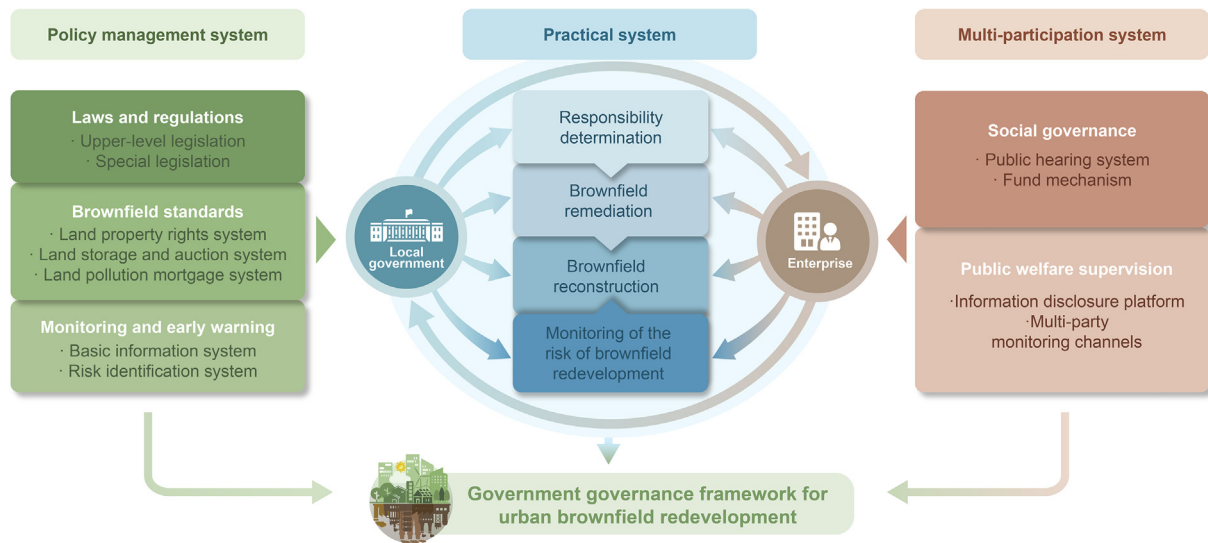 Policy management system
Practical system
Multi-participation system
Laws and regulations
· Upper-level legislation
· Special legislation
Brownfield standards
· Land property rights system
· Land storage and auction system
· Land pollution mortgage system
Monitoring and early warning
· Basic information system
· Risk identification system
Local
government
Responsibility
determination
Brownfield
remediation
Brownfield
reconstruction
Monitoring of the
risk of brownfield
redevelopment
Enterprise
Social governance
· Public hearing system
· Fund mechanism
Public welfare supervision
·Information disclosure platform
·Multi-party
monitoring channels
Government governance framework for
urban brownfield redevelopment